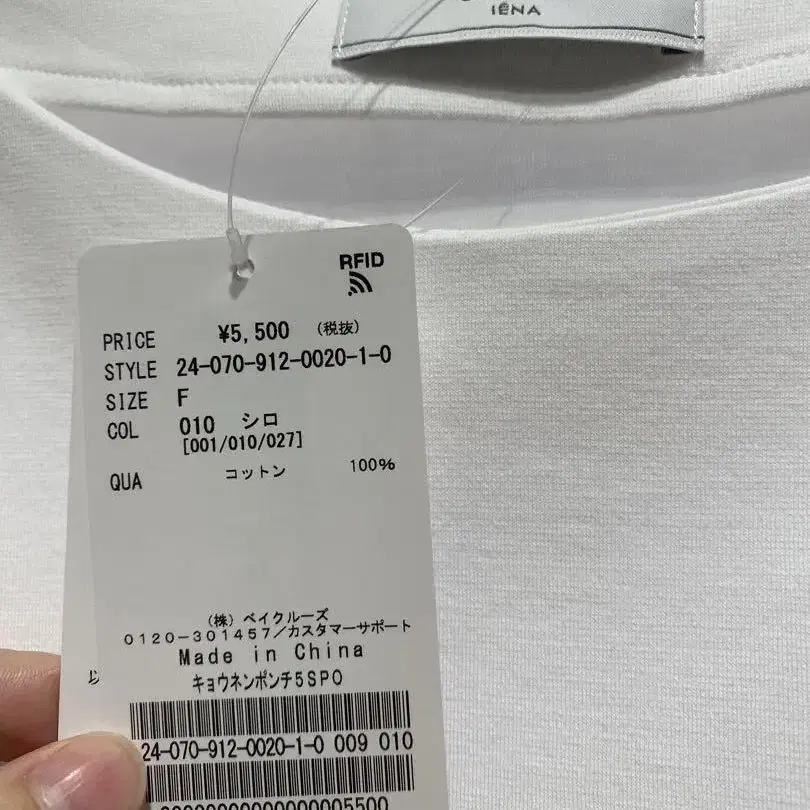 IÉNA
RFID
PRICE ¥5,500 (税抜)
STYLE 24-070-912-0020-1-0
SIZE F
COL 010 シロ
[001/010/027]
QUA コットン 100%
(株) ベイクルーズ
0120-301457/カスタマーサポート
Made in China
キョウネンポンチ5SPO
24-070-912-0020-1-0 009 010